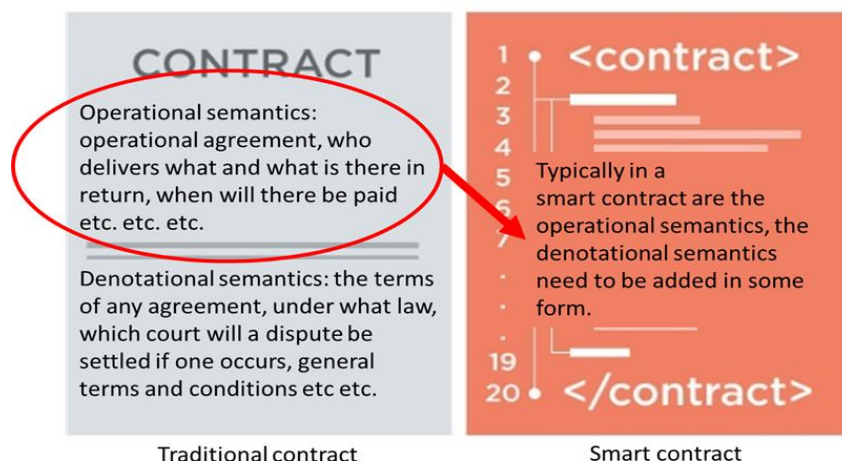 CONTRACT
Operational semantics:
operational agreement, who
delivers what and what is there in
return, when will there be paid
etc. etc. etc.
Denotational semantics: the terms
of any agreement, under what law,
which court will a dispute be
settled if one occurs, general
terms and conditions etc etc.
Traditional contract
1 <contract>
2
3
4
5 Typically in a
smart contract are the
6 operational semantics, the
7 denotational semantics
. need to be added in some
. form.
.
19
20 </contract>
Smart contract